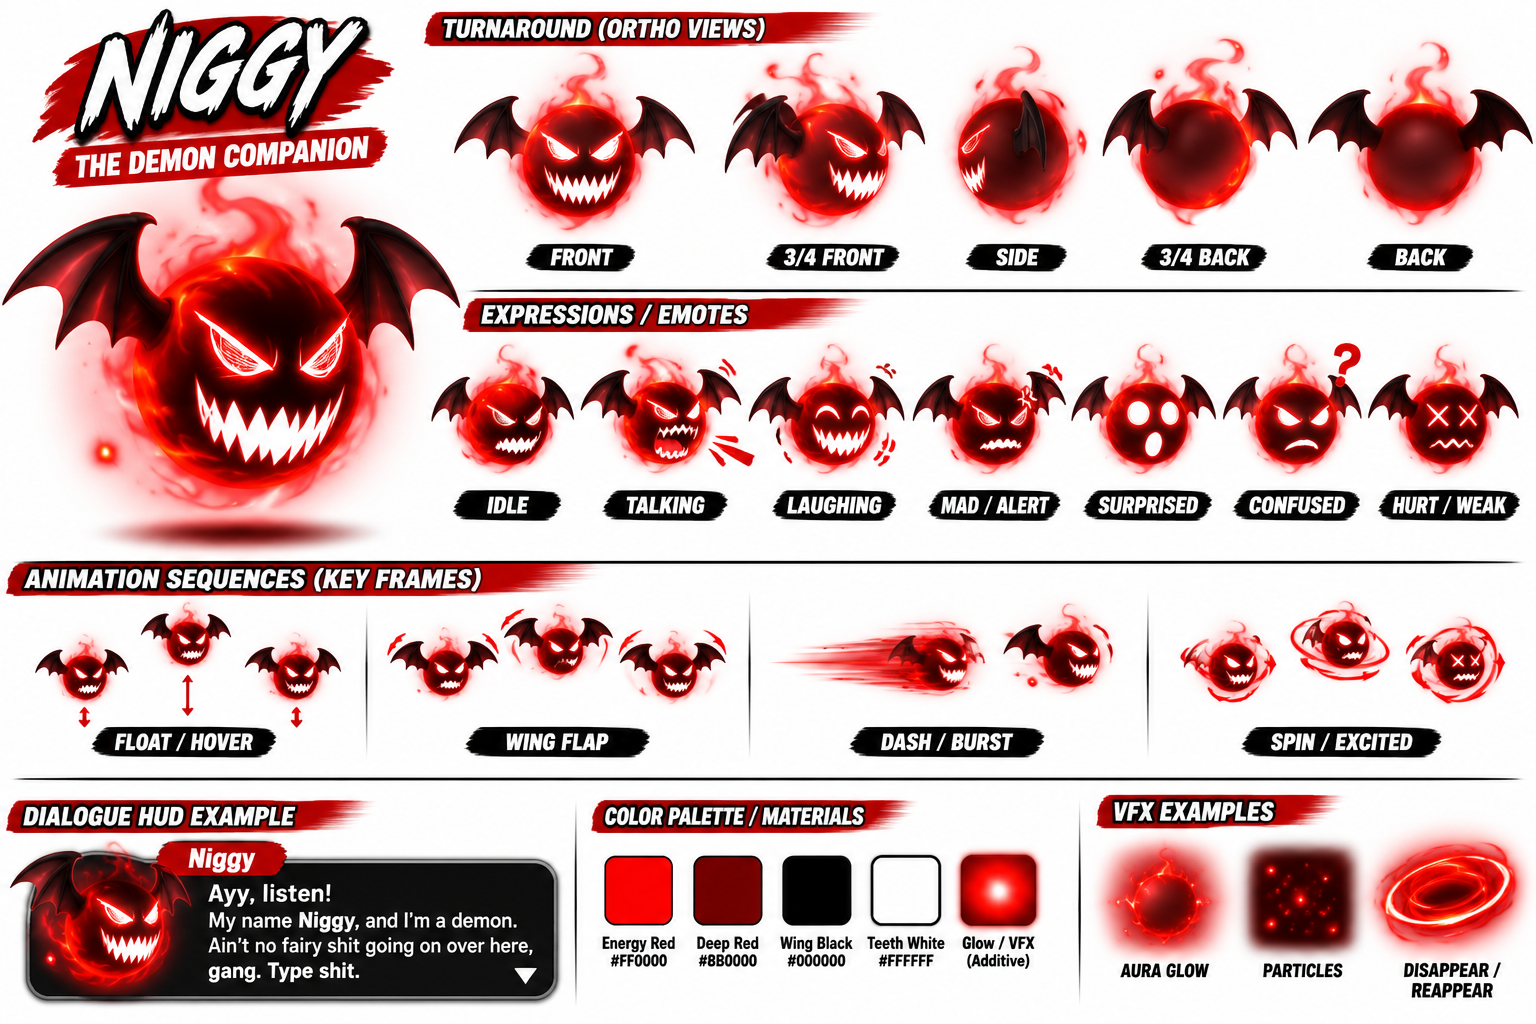 NIGGY
THE DEMON COMPANION
TURNAROUND (ORTHO VIEWS)
FRONT
3/4 FRONT
SIDE
3/4 BACK
BACK
EXPRESSIONS / EMOTES
?
IDLE
TALKING
LAUGHING
MAD / ALERT
SURPRISED
CONFUSED
HURT / WEAK
ANIMATION SEQUENCES (KEY FRAMES)
FLOAT / HOVER
WING FLAP
DASH / BURST
SPIN / EXCITED
DIALOGUE HUD EXAMPLE
Niggy
Ayy, listen!
My name Niggy, and I'm a demon.
Ain't no fairy shit going on over here,
gang. Type shit.
COLOR PALETTE / MATERIALS
Energy Red
#FF0000
Deep Red
#8B0000
Wing Black
#000000
Teeth White
#FFFFFF
Glow / VFX
(Additive)
VFX EXAMPLES
AURA GLOW
PARTICLES
DISAPPEAR /
REAPPEAR